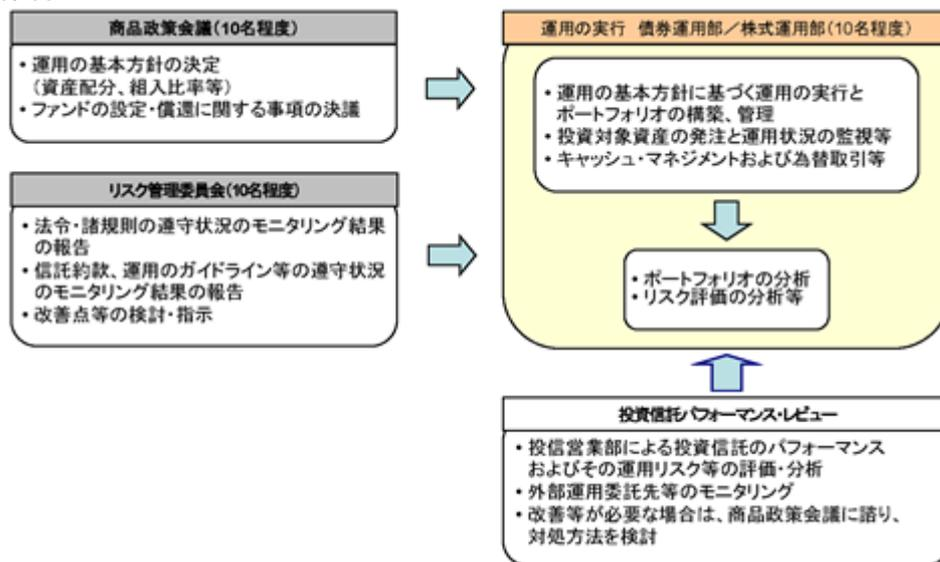 商品政策会議（10名程度）
・運用の基本方針の決定
（資産配分、組入比率等）
・ファンドの設定・償還に関する事項の決議
リスク管理委員会（10名程度）
・法令・諸規則の遵守状況のモニタリング結果
の報告
・信託約款、運用のガイドライン等の遵守状況
のモニタリング結果の報告
・改善点等の検討・指示
運用の実行 債券運用部／株式運用部（10名程度）
・運用の基本方針に基づく運用の実行と
ポートフォリオの構築、管理
・投資対象資産の発注と運用状況の監視等
・キャッシュ・マネジメントおよび為替取引等
・ポートフォリオの分析
・リスク評価の分析等
投資信託パフォーマンス・レビュー
・投信営業部による投資信託のパフォーマンス
およびその運用リスク等の評価・分析
・外部運用委託先等のモニタリング
・改善等が必要な場合は、商品政策会議に諮り、
対処方法を検討